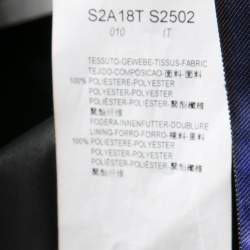 S2A18T S2502
010 IT
TESSUTO-GEWEBE-TISSUS-FABRIC
TEJIDO-COMPOSICAO-面料-面料
100% POLIESTERE-POLYESTER
POLYESTER-POLYESTER
POLIESTER-POLIESTER-聚酯纖維
聚酯纤维
FODERA-INNENFUTTER-DOUBLURE
LINING-FORRO-FORRO-裡料-里料
100% POLIESTERE-POLYESTER
POLYESTER-POLYESTER
POLIESTER-POLIESTER-聚酯纖維
聚酯纤维